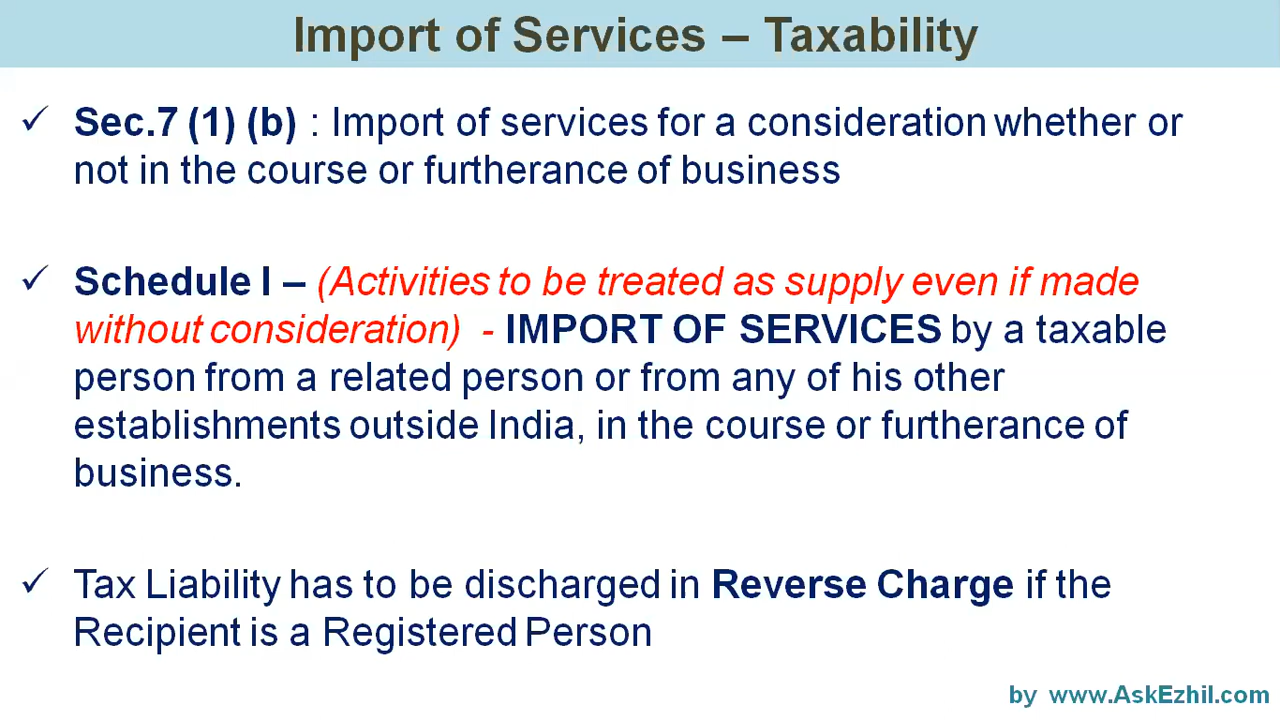 Import of Services – Taxability
✓ Sec.7 (1) (b) : Import of services for a consideration whether or
not in the course or furtherance of business
✓ Schedule I – (Activities to be treated as supply even if made
without consideration) - IMPORT OF SERVICES by a taxable
person from a related person or from any of his other
establishments outside India, in the course or furtherance of
business.
✓ Tax Liability has to be discharged in Reverse Charge if the
Recipient is a Registered Person
by www.AskEzhil.com